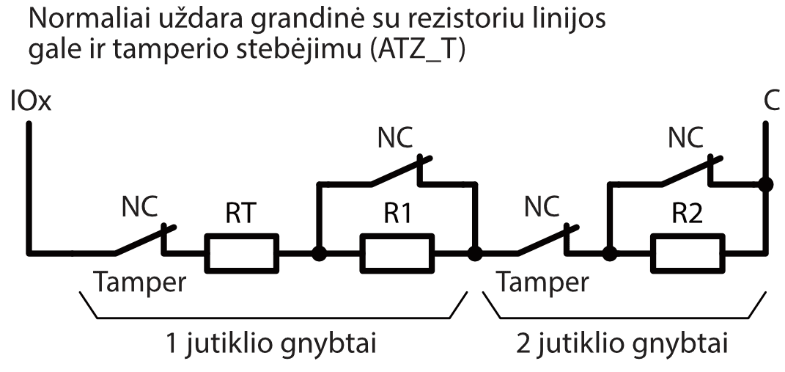 Normaliai uždara grandinė su rezistoriu linijos
gale ir tamperio stebėjimu (ATZ_T)
IOx
C
NC
NC
NC
RT
R1
NC
R2
Tamper
Tamper
1 jutiklio gnybtai
2 jutiklio gnybtai